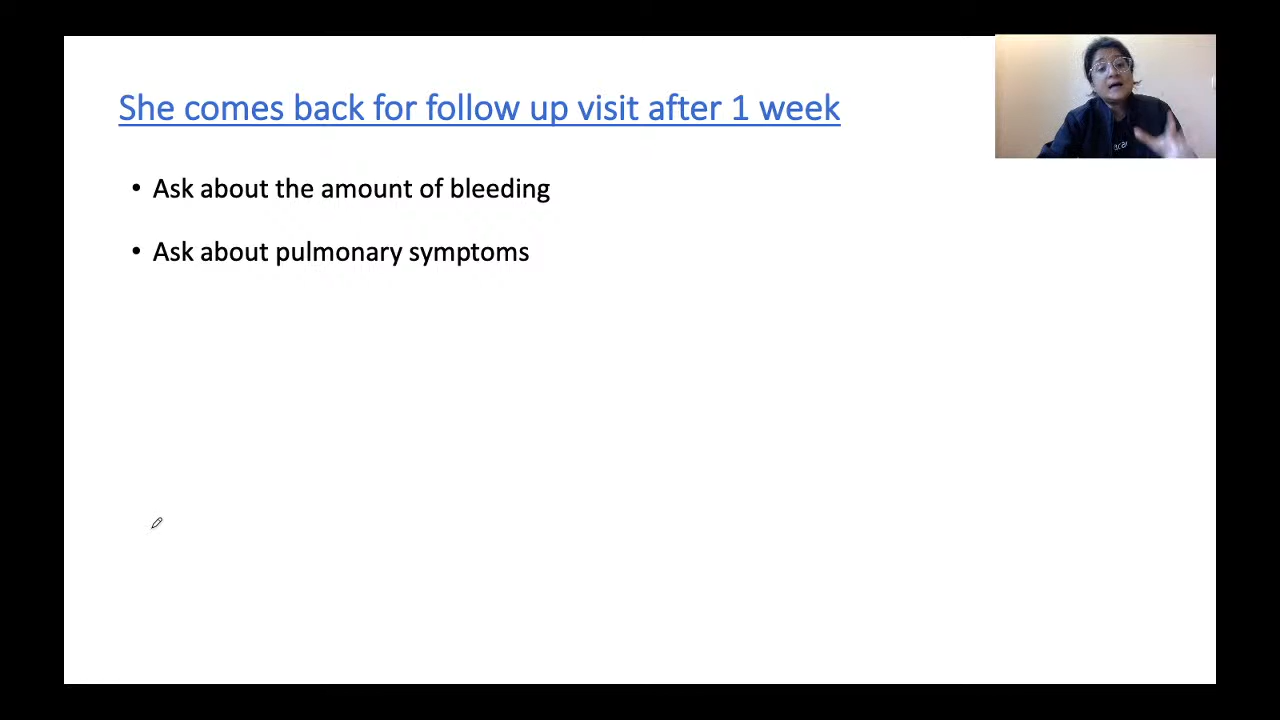 She comes back for follow up visit after 1 week
• Ask about the amount of bleeding
• Ask about pulmonary symptoms